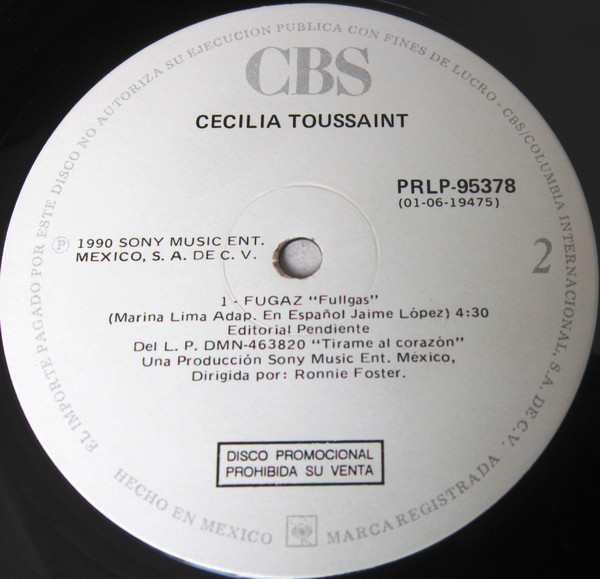 EL IMPORTE PAGADO POR ESTE DISCO NO AUTORIZA SU EJECUCION PUBLICA CON FINES DE LUCRO - CBS/COLUMBIA INTERNACIONAL, S.A. DE C.V.
CBS
CECILIA TOUSSAINT
PRLP-95378
(01-06-19475)
Ⓟ 1990 SONY MUSIC ENT.
MEXICO, S. A. DE C. V.
2
1 - FUGAZ "Fullgas"
(Marina Lima Adap. En Español Jaime López) 4:30
Editorial Pendiente
Del L. P. DMN-463820 "Tirame al corazón"
Una Producción Sony Music Ent. México,
Dirigida por: Ronnie Foster.
DISCO PROMOCIONAL
PROHIBIDA SU VENTA
HECHO EN MEXICO
MARCA REGISTRADA